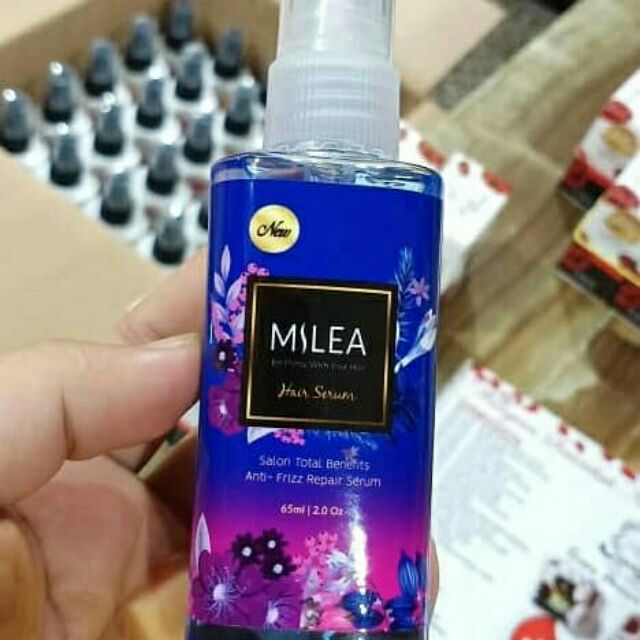 New
MILEA
Hair Serum
Salon Total Benefits
Anti- Frizz Repair Serum
65ml | 2.0 Oz